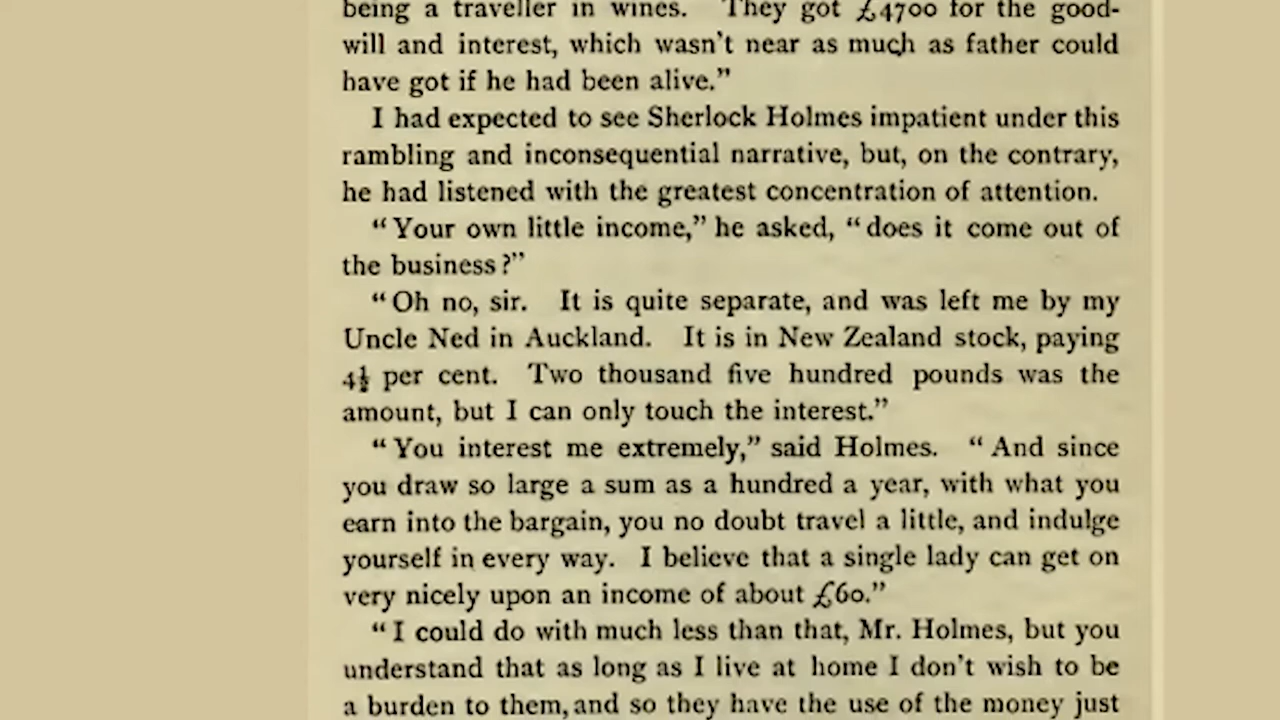 being a traveller in wines. They got £4700 for the good-
will and interest, which wasn't near as much as father could
have got if he had been alive."
I had expected to see Sherlock Holmes impatient under this
rambling and inconsequential narrative, but, on the contrary,
he had listened with the greatest concentration of attention.
“Your own little income,” he asked, “does it come out of
the business?”
“Oh no, sir. It is quite separate, and was left me by my
Uncle Ned in Auckland. It is in New Zealand stock, paying
4½ per cent. Two thousand five hundred pounds was the
amount, but I can only touch the interest.”
“You interest me extremely,” said Holmes. “And since
you draw so large a sum as a hundred a year, with what you
earn into the bargain, you no doubt travel a little, and indulge
yourself in every way. I believe that a single lady can get on
very nicely upon an income of about £60.”
“I could do with much less than that, Mr. Holmes, but you
understand that as long as I live at home I don't wish to be
a burden to them, and so they have the use of the money just